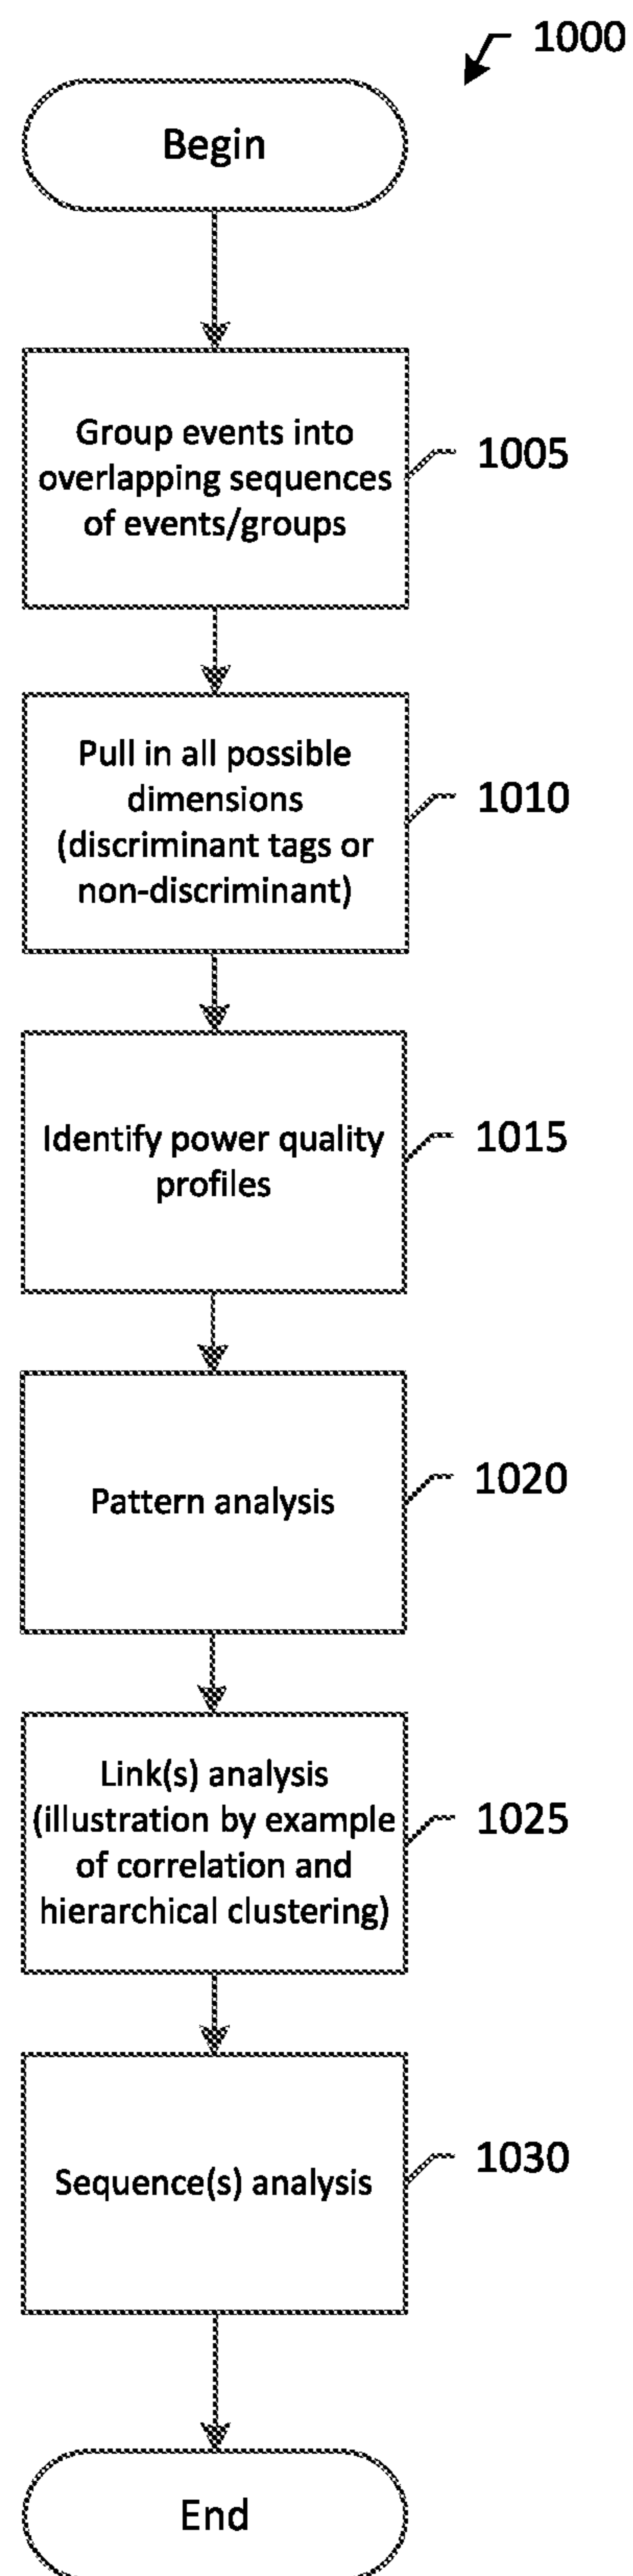 1000
Begin
Group events into
overlapping sequences
of events/groups
1005
Pull in all possible
dimensions
(discriminant tags or
non-discriminant)
1010
Identify power quality
profiles
1015
Pattern analysis
1020
Link(s) analysis
(illustration by example
of correlation and
hierarchical clustering)
1025
Sequence(s) analysis
1030
End